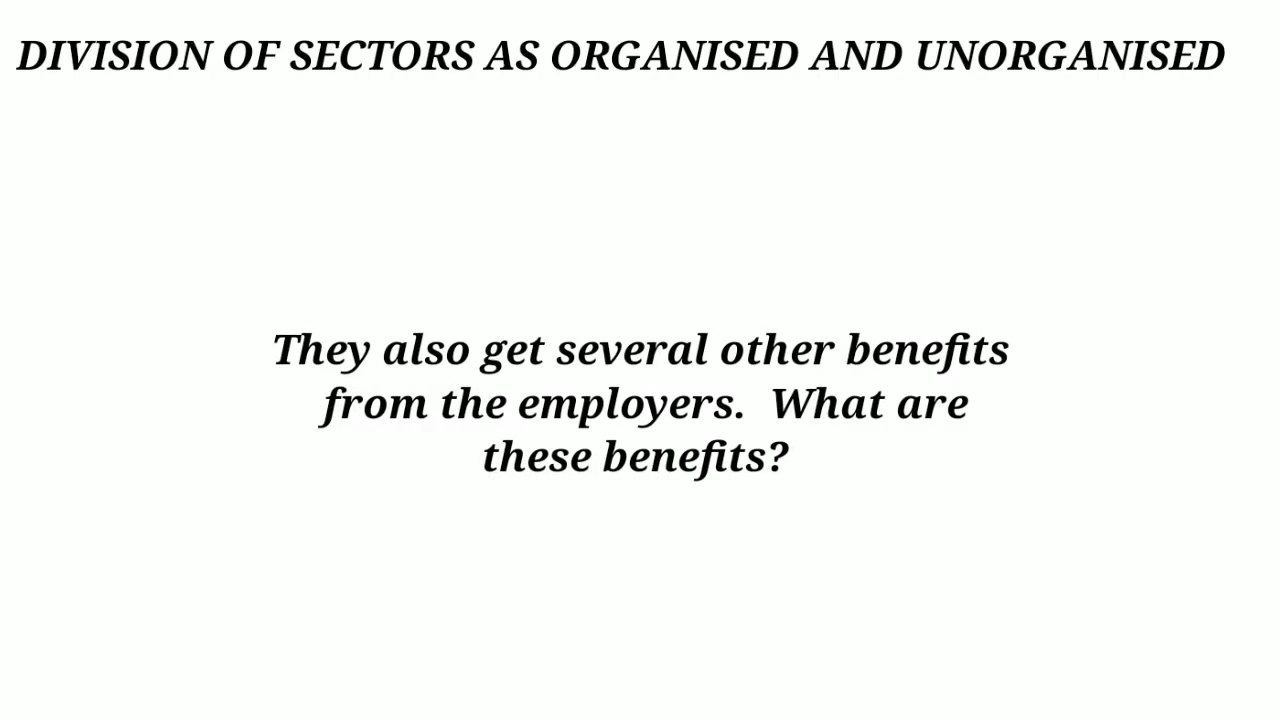 DIVISION OF SECTORS AS ORGANISED AND UNORGANISED
They also get several other benefits
from the employers. What are
these benefits?